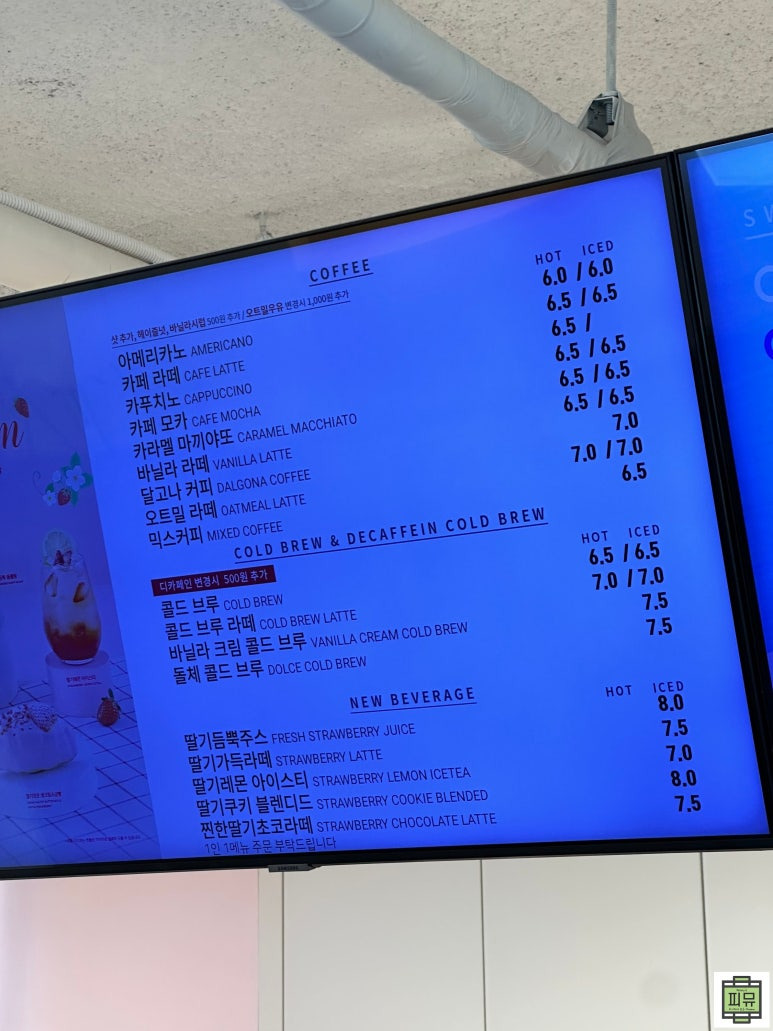 COFFEE
HOT ICED
샷 추가, 헤이즐넛, 바닐라시럽 500원 추가 / 오트밀우유 변경시 1,000원 추가
아메리카노 AMERICANO 6.0 / 6.0
카페 라떼 CAFE LATTE 6.5 / 6.5
카푸치노 CAPPUCCINO 6.5 /
카페 모카 CAFE MOCHA 6.5 / 6.5
카라멜 마끼야또 CARAMEL MACCHIATO 6.5 / 6.5
바닐라 라떼 VANILLA LATTE 6.5 / 6.5
달고나 커피 DALGONA COFFEE 7.0
오트밀 라떼 OATMEAL LATTE 7.0 / 7.0
믹스커피 MIXED COFFEE 6.5
COLD BREW & DECAFFEIN COLD BREW
HOT ICED
디카페인 변경시 500원 추가
콜드 브루 COLD BREW 6.5 / 6.5
콜드 브루 라떼 COLD BREW LATTE 7.0 / 7.0
바닐라 크림 콜드 브루 VANILLA CREAM COLD BREW 7.5
돌체 콜드 브루 DOLCE COLD BREW 7.5
NEW BEVERAGE
HOT ICED
딸기듬뿍주스 FRESH STRAWBERRY JUICE 8.0
딸기가득라떼 STRAWBERRY LATTE 7.5
딸기레몬 아이스티 STRAWBERRY LEMON ICETEA 7.0
딸기쿠키 블렌디드 STRAWBERRY COOKIE BLENDED 8.0
찐한딸기초코라떼 STRAWBERRY CHOCOLATE LATTE 7.5
1인 1메뉴 주문 부탁드립니다
SAMSUNG
피뮤